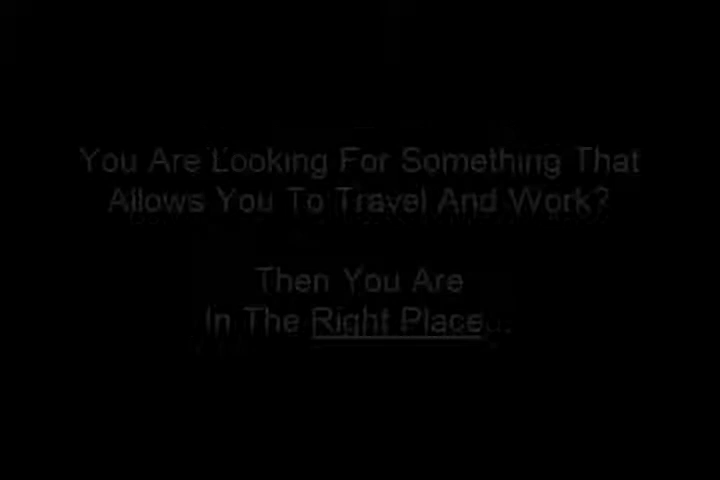 You Are Looking For Something That
Allows You To Travel And Work?
Then You Are
In The Right Place...